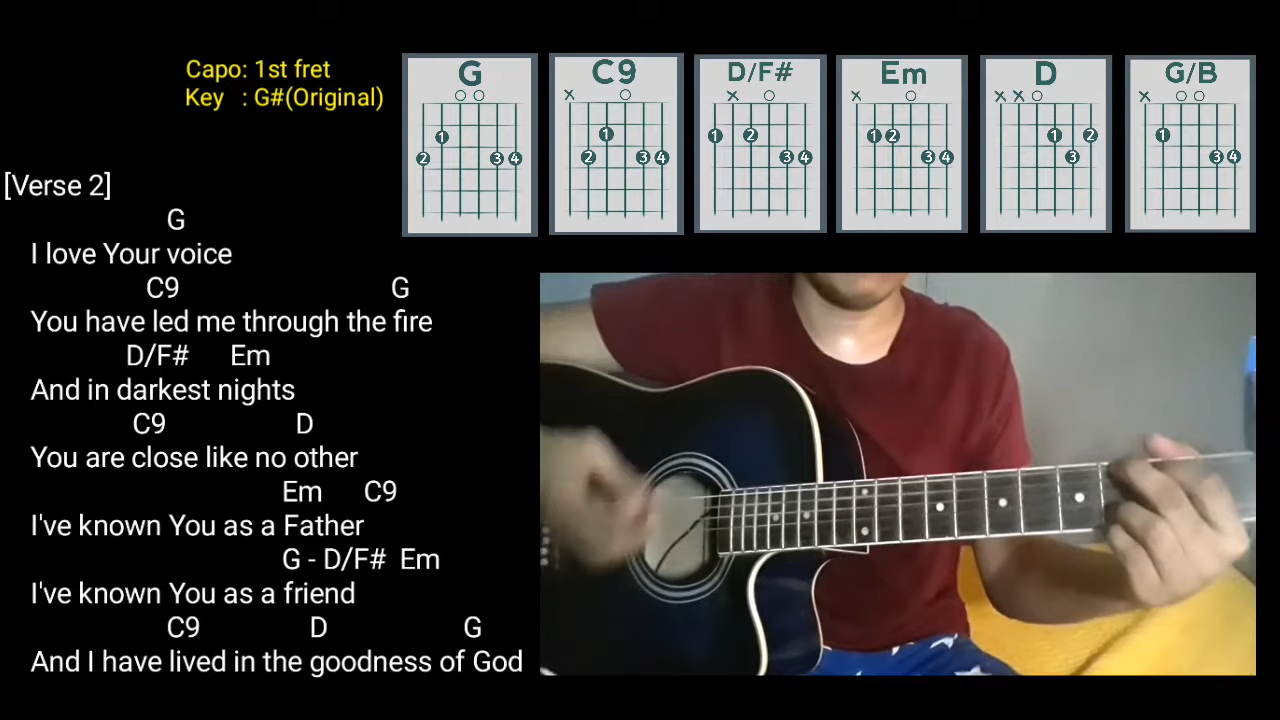 Capo: 1st fret
Key : G#(Original)
G
C9
D/F#
Em
D
G/B
[Verse 2]
G
I love Your voice
C9 G
You have led me through the fire
D/F# Em
And in darkest nights
C9 D
You are close like no other
Em C9
I've known You as a Father
G - D/F# Em
I've known You as a friend
C9 D G
And I have lived in the goodness of God